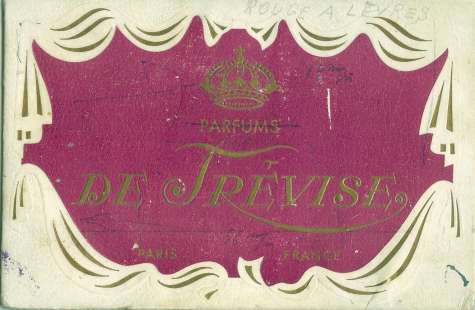 ROUGE A LEVRES
PARFUMS
DE TRÉVISE
PARIS FRANCE